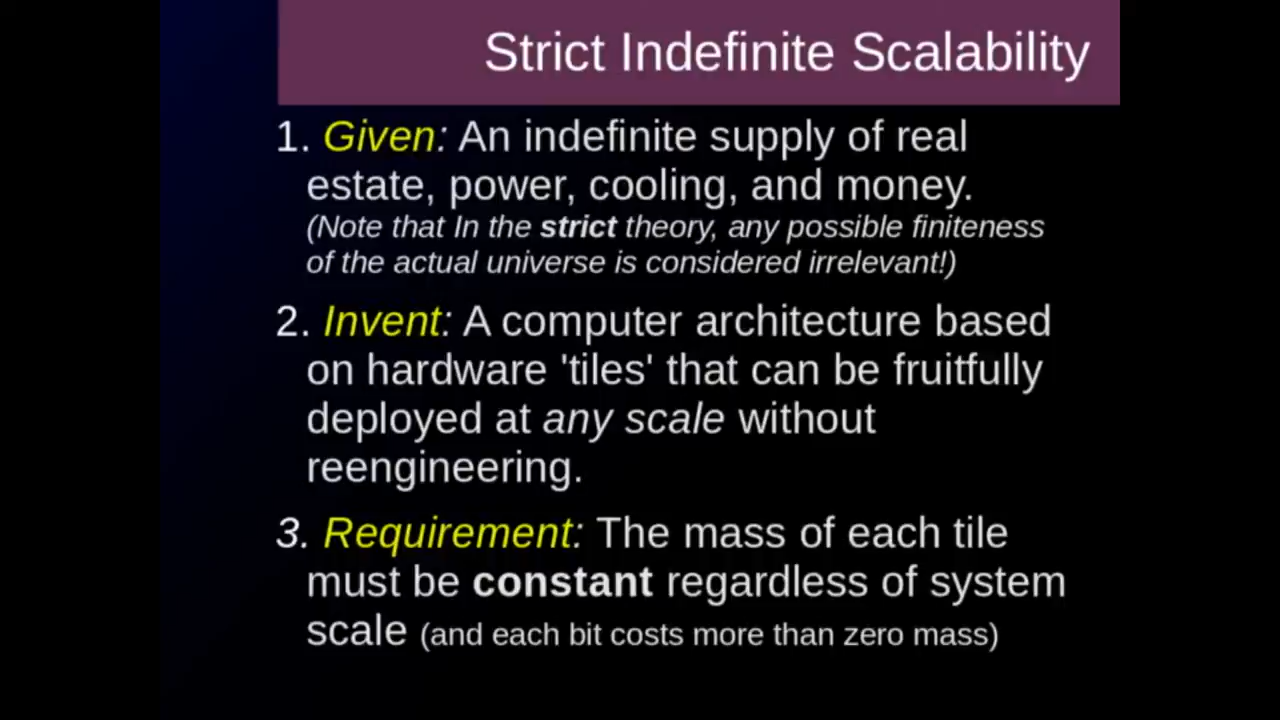 Strict Indefinite Scalability
1. Given: An indefinite supply of real
estate, power, cooling, and money.
(Note that In the strict theory, any possible finiteness
of the actual universe is considered irrelevant!)
2. Invent: A computer architecture based
on hardware 'tiles' that can be fruitfully
deployed at any scale without
reengineering.
3. Requirement: The mass of each tile
must be constant regardless of system
scale (and each bit costs more than zero mass)